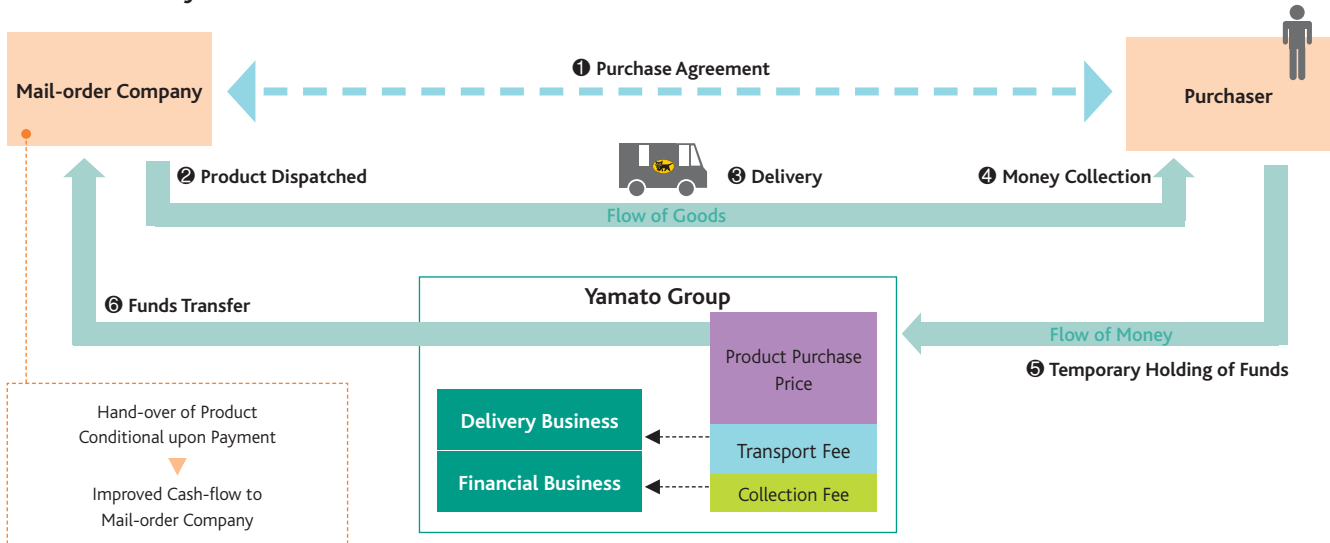 Mail-order Company
❶ Purchase Agreement
Purchaser
❷ Product Dispatched
❸ Delivery
❹ Money Collection
Flow of Goods
❻ Funds Transfer
Yamato Group
Product Purchase
Price
Flow of Money
❺ Temporary Holding of Funds
Delivery Business
Transport Fee
Financial Business
Collection Fee
Hand-over of Product
Conditional upon Payment
Improved Cash-flow to
Mail-order Company